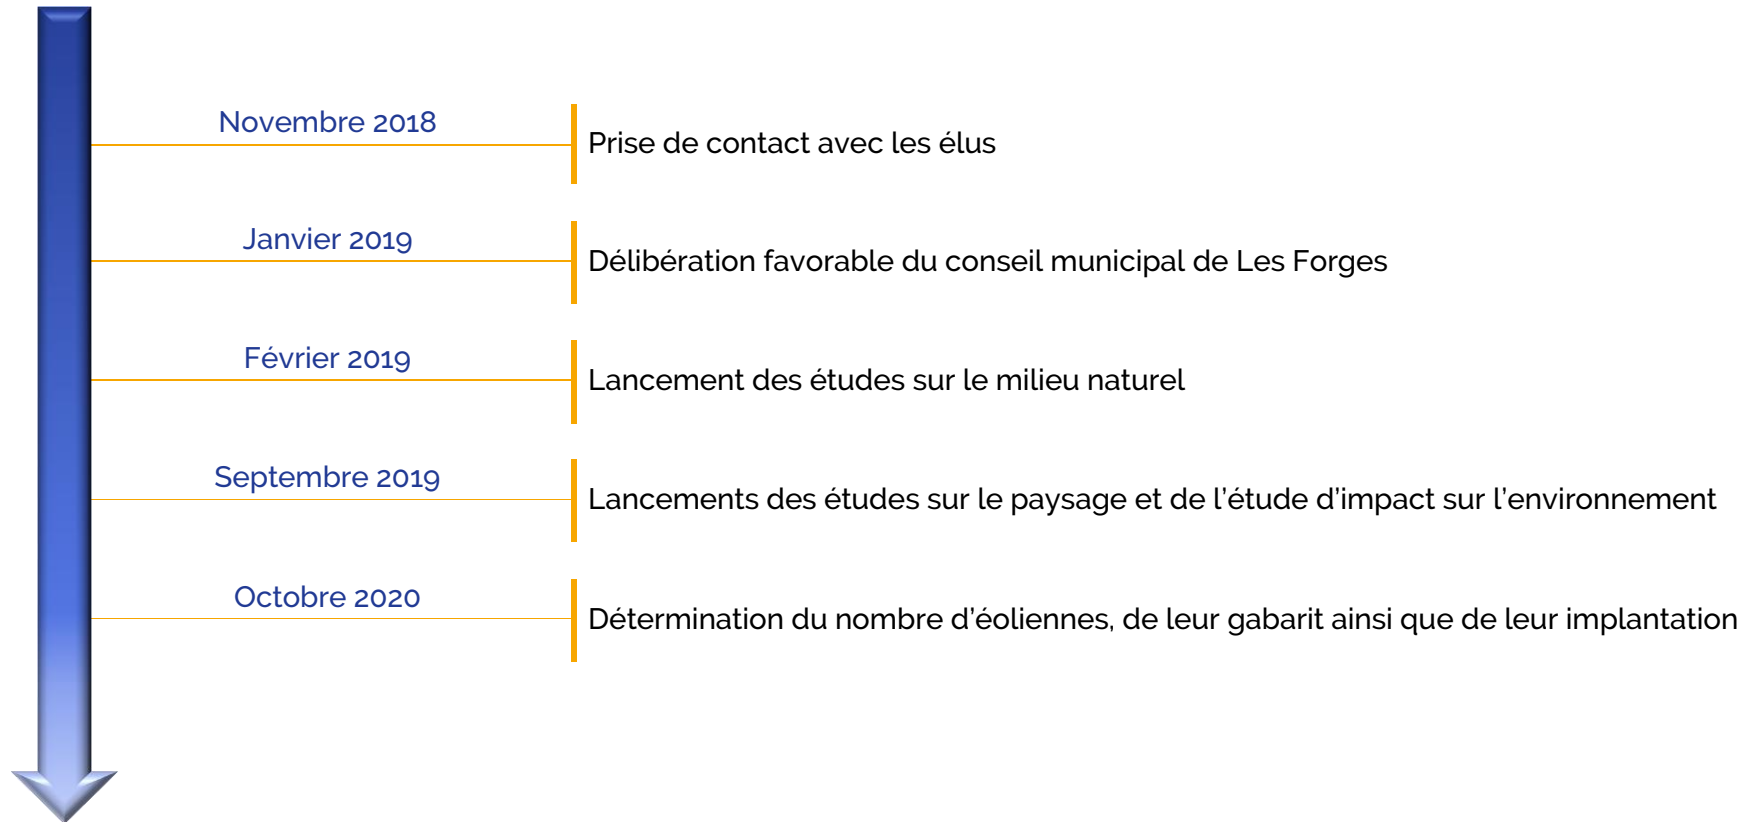 Novembre 2018
Prise de contact avec les élus
Janvier 2019
Délibération favorable du conseil municipal de Les Forges
Février 2019
Lancement des études sur le milieu naturel
Septembre 2019
Lancements des études sur le paysage et de l’étude d’impact sur l’environnement
Octobre 2020
Détermination du nombre d’éoliennes, de leur gabarit ainsi que de leur implantation